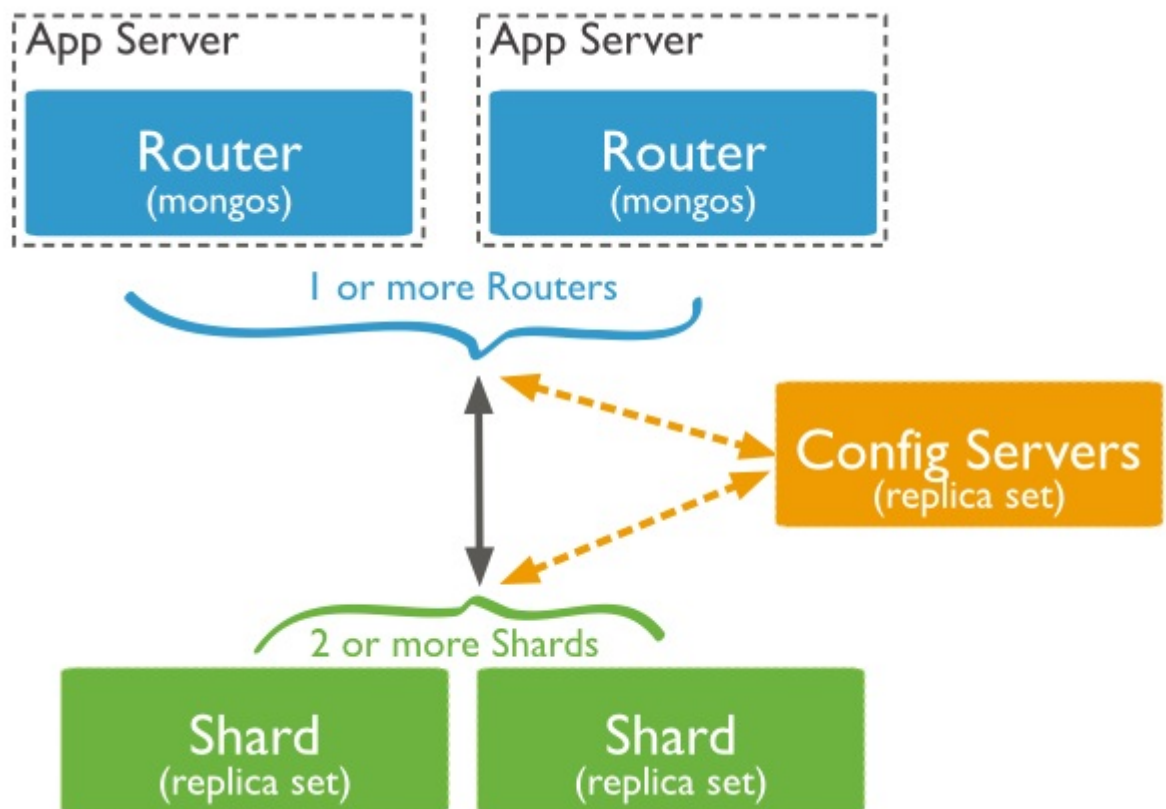 App Server
App Server
Router
(mongos)
Router
(mongos)
1 or more Routers
Config Servers
(replica set)
2 or more Shards
Shard
(replica set)
Shard
(replica set)